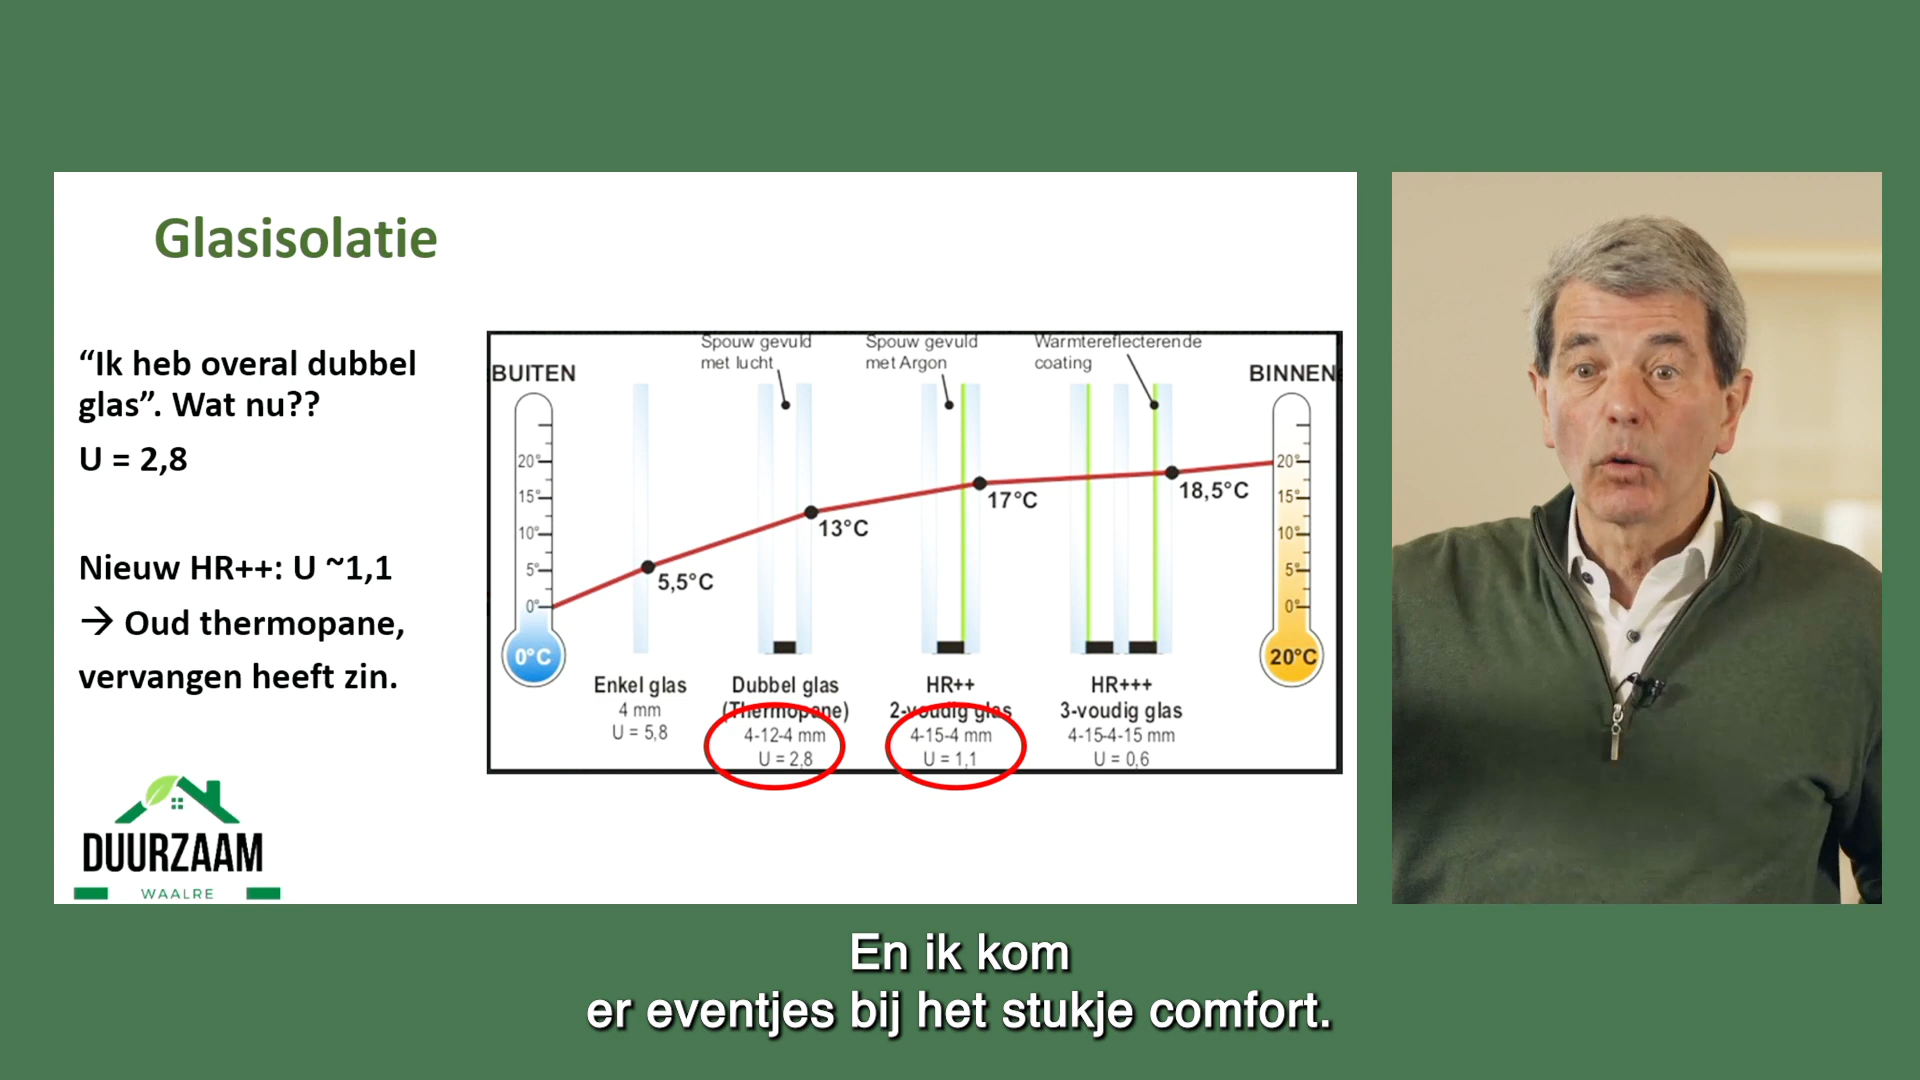 Glasisolatie
“Ik heb overal dubbel
glas”. Wat nu??
U = 2,8
Nieuw HR++: U ~1,1
→ Oud thermopane,
vervangen heeft zin.
DUURZAAM
WAALRE
Spouw gevuld
met lucht
Spouw gevuld
met Argon
Warmtereflecterende
coating
BUITEN
BINNEN
20°
15°
10°
5°
0°
0°C
20°
15°
10°
5°
0°
20°C
5,5°C
13°C
17°C
18,5°C
Enkel glas
4 mm
U = 5,8
Dubbel glas
(Thermopane)
4-12-4 mm
U = 2,8
HR++
2-voudig glas
4-15-4 mm
U = 1,1
HR+++
3-voudig glas
4-15-4-15 mm
U = 0,6
En ik kom
er eventjes bij het stukje comfort.